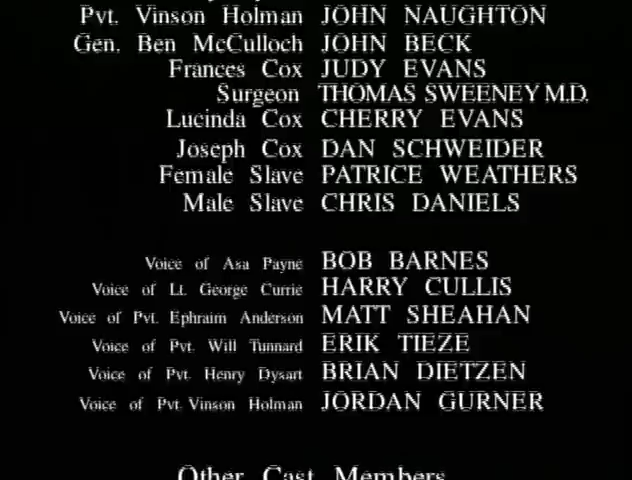 Pvt. Vinson Holman JOHN NAUGHTON
Gen. Ben McCulloch JOHN BECK
Frances Cox JUDY EVANS
Surgeon THOMAS SWEENEY M.D.
Lucinda Cox CHERRY EVANS
Joseph Cox DAN SCHWEIDER
Female Slave PATRICE WEATHERS
Male Slave CHRIS DANIELS
Voice of Asa Payne BOB BARNES
Voice of Lt. George Currie HARRY CULLIS
Voice of Pvt. Ephraim Anderson MATT SHEAHAN
Voice of Pvt. Will Tunnard ERIK TIEZE
Voice of Pvt. Henry Dysart BRIAN DIETZEN
Voice of Pvt. Vinson Holman JORDAN GURNER
Other Cast Members